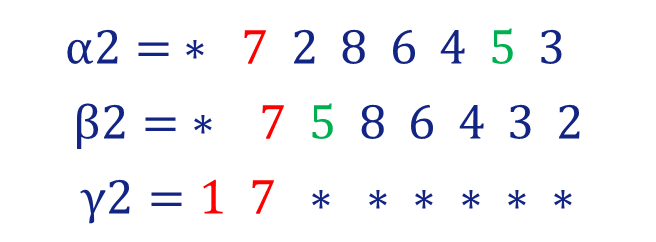 α2 = * 7 2 8 6 4 5 3
β2 = * 7 5 8 6 4 3 2
γ2 = 1 7 * * * * * *